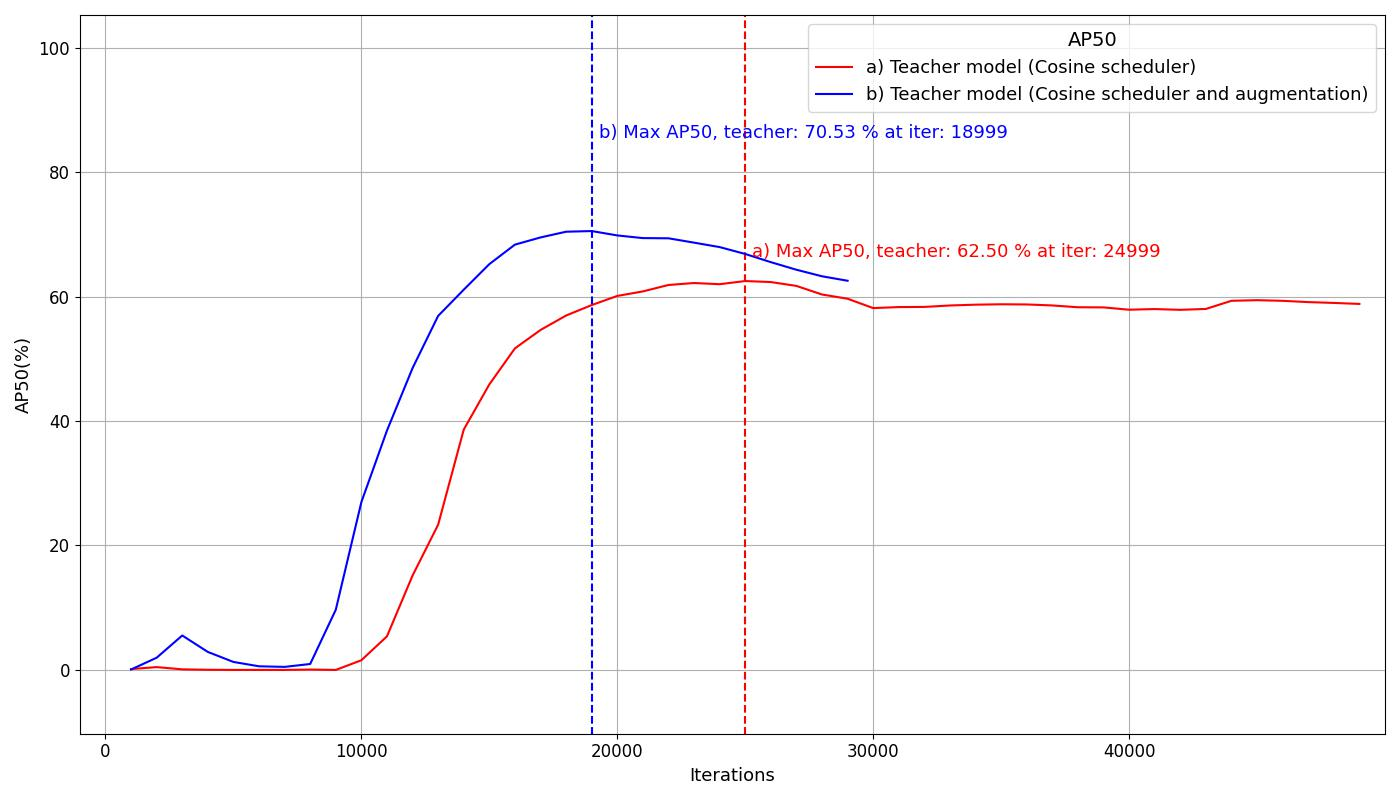 AP50
a) Teacher model (Cosine scheduler)
b) Teacher model (Cosine scheduler and augmentation)
b) Max AP50, teacher: 70.53 % at iter: 18999
a) Max AP50, teacher: 62.50 % at iter: 24999
100
80
60
40
20
0
AP50(%)
0 10000 20000 30000 40000
Iterations